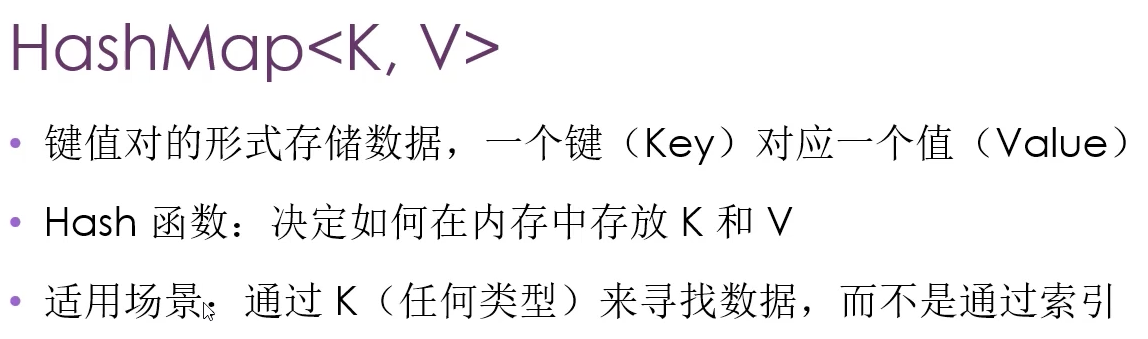 HashMap<K, V>
• 键值对的形式存储数据，一个键（Key）对应一个值（Value）
• Hash 函数：决定如何在内存中存放 K 和 V
• 适用场景：通过 K（任何类型）来寻找数据，而不是通过索引